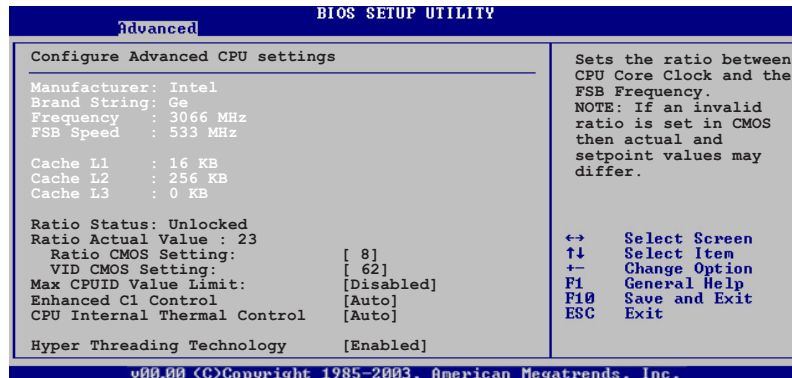 BIOS SETUP UTILITY
Advanced
Configure Advanced CPU settings
Manufacturer: Intel
Brand String: Ge
Frequency : 3066 MHz
FSB Speed : 533 MHz
Cache L1 : 16 KB
Cache L2 : 256 KB
Cache L3 : 0 KB
Ratio Status: Unlocked
Ratio Actual Value : 23
Ratio CMOS Setting: [ 8]
VID CMOS Setting: [ 62]
Max CPUID Value Limit: [Disabled]
Enhanced C1 Control [Auto]
CPU Internal Thermal Control [Auto]
Hyper Threading Technology [Enabled]
Sets the ratio between
CPU Core Clock and the
FSB Frequency.
NOTE: If an invalid
ratio is set in CMOS
then actual and
setpoint values may
differ.
↔ Select Screen
↑↓ Select Item
+- Change Option
F1 General Help
F10 Save and Exit
ESC Exit
v00.00 (C)Copyright 1985-2003, American Megatrends, Inc.